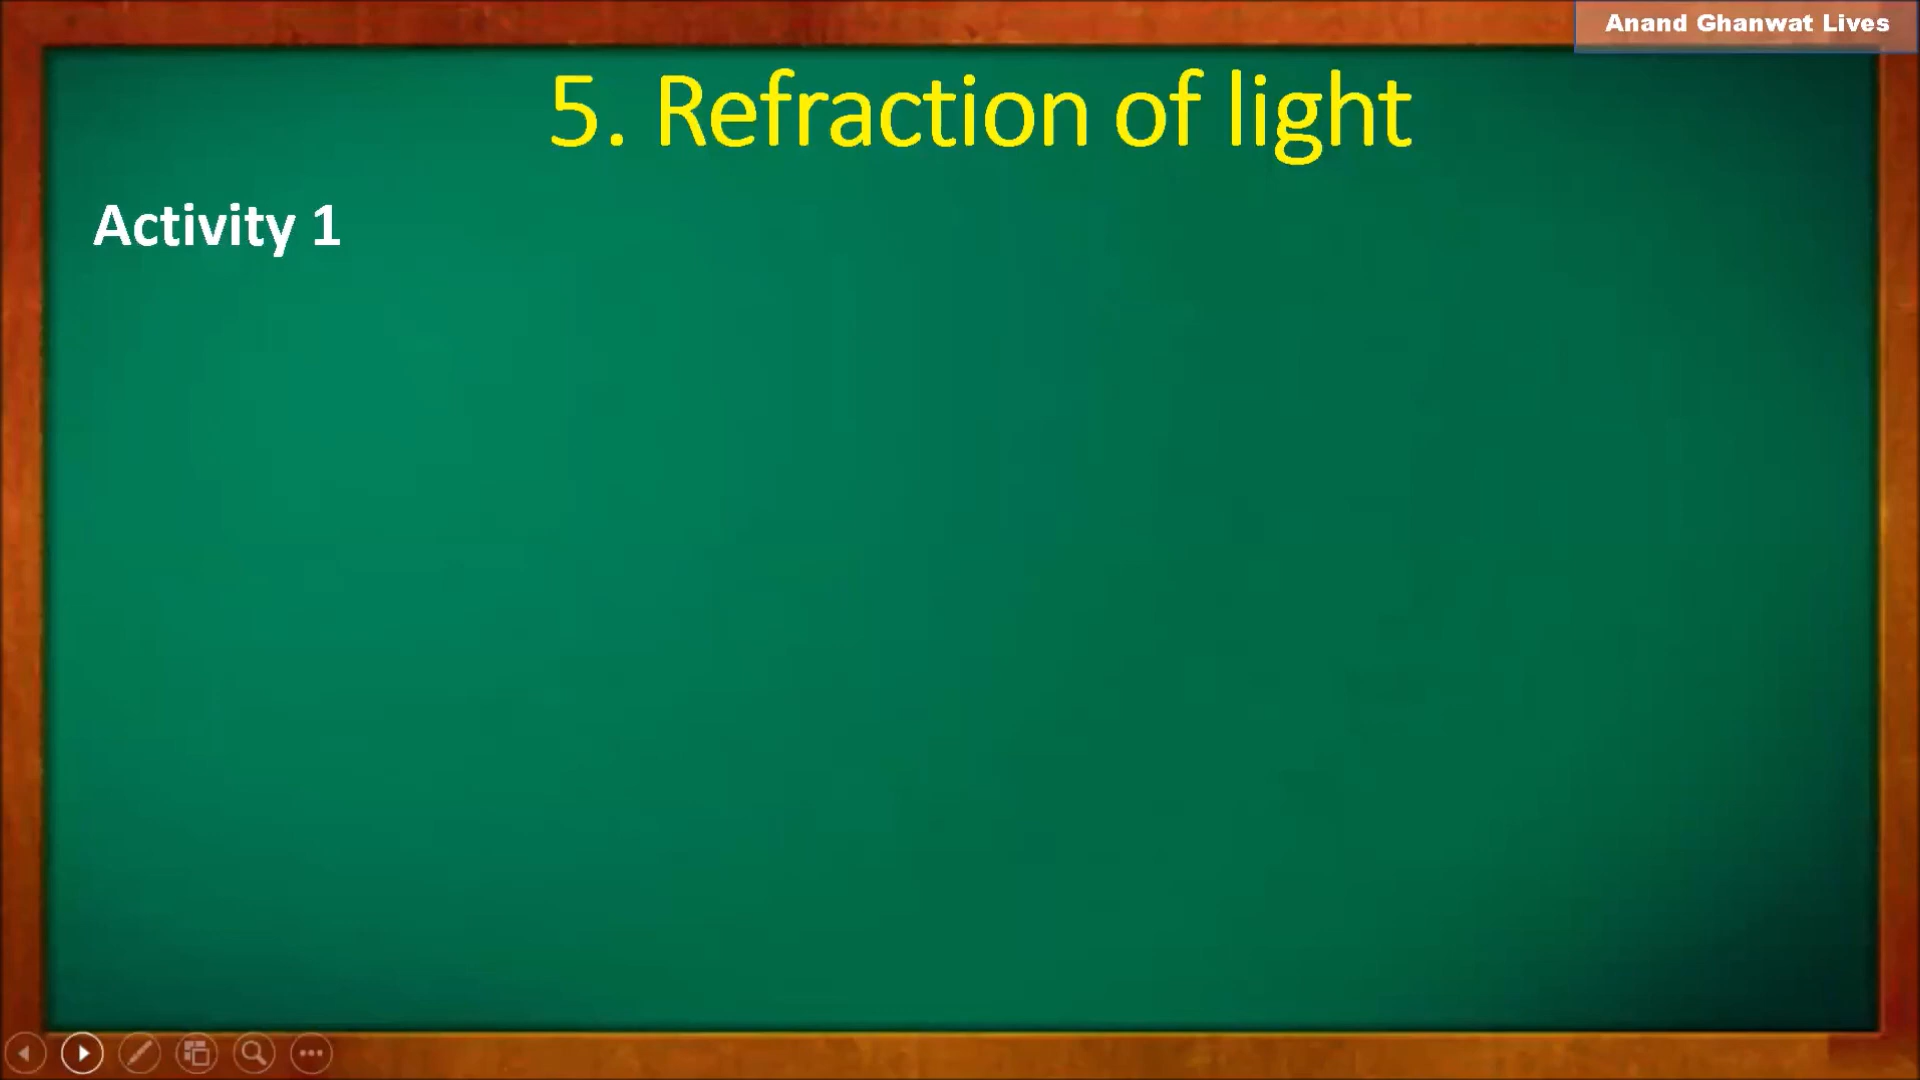 Anand Ghanwat Lives
5. Refraction of light
Activity 1